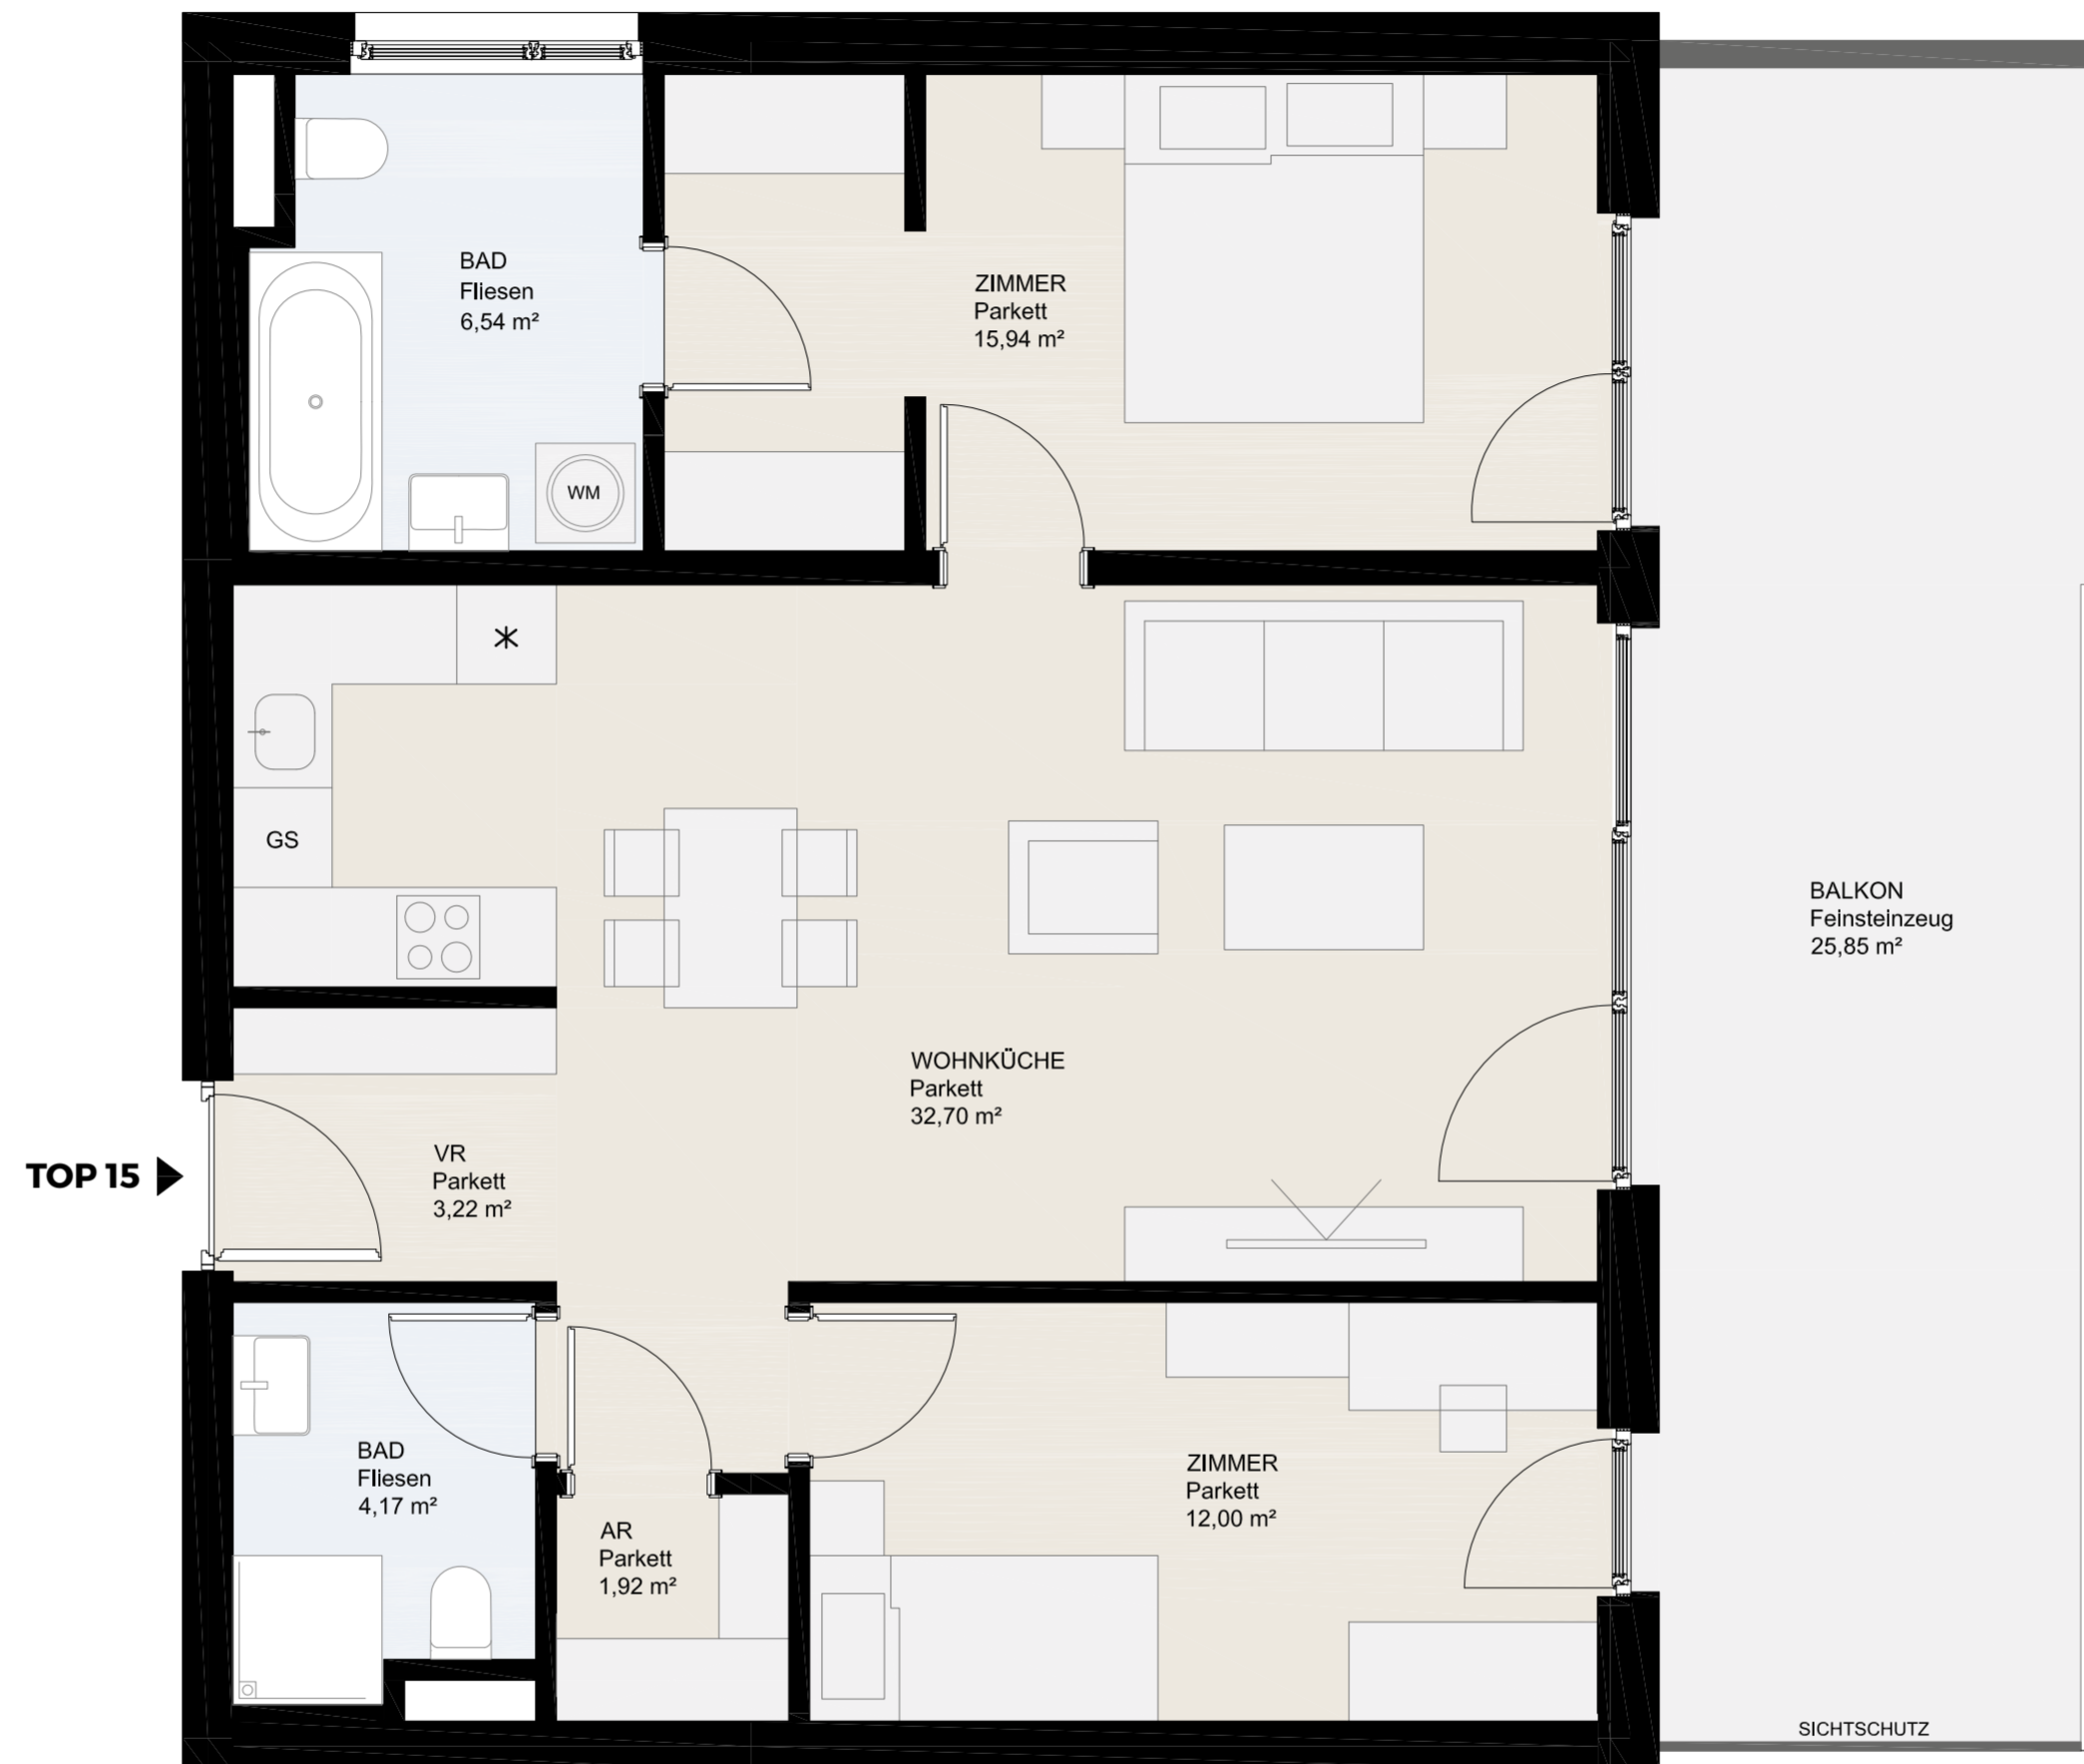 BAD
Fliesen
6,54 m²
WM
ZIMMER
Parkett
15,94 m²
GS
BALKON
Feinsteinzeug
25,85 m²
WOHNKÜCHE
Parkett
32,70 m²
VR
Parkett
3,22 m²
TOP 15
BAD
Fliesen
4,17 m²
AR
Parkett
1,92 m²
ZIMMER
Parkett
12,00 m²
SICHTSCHUTZ